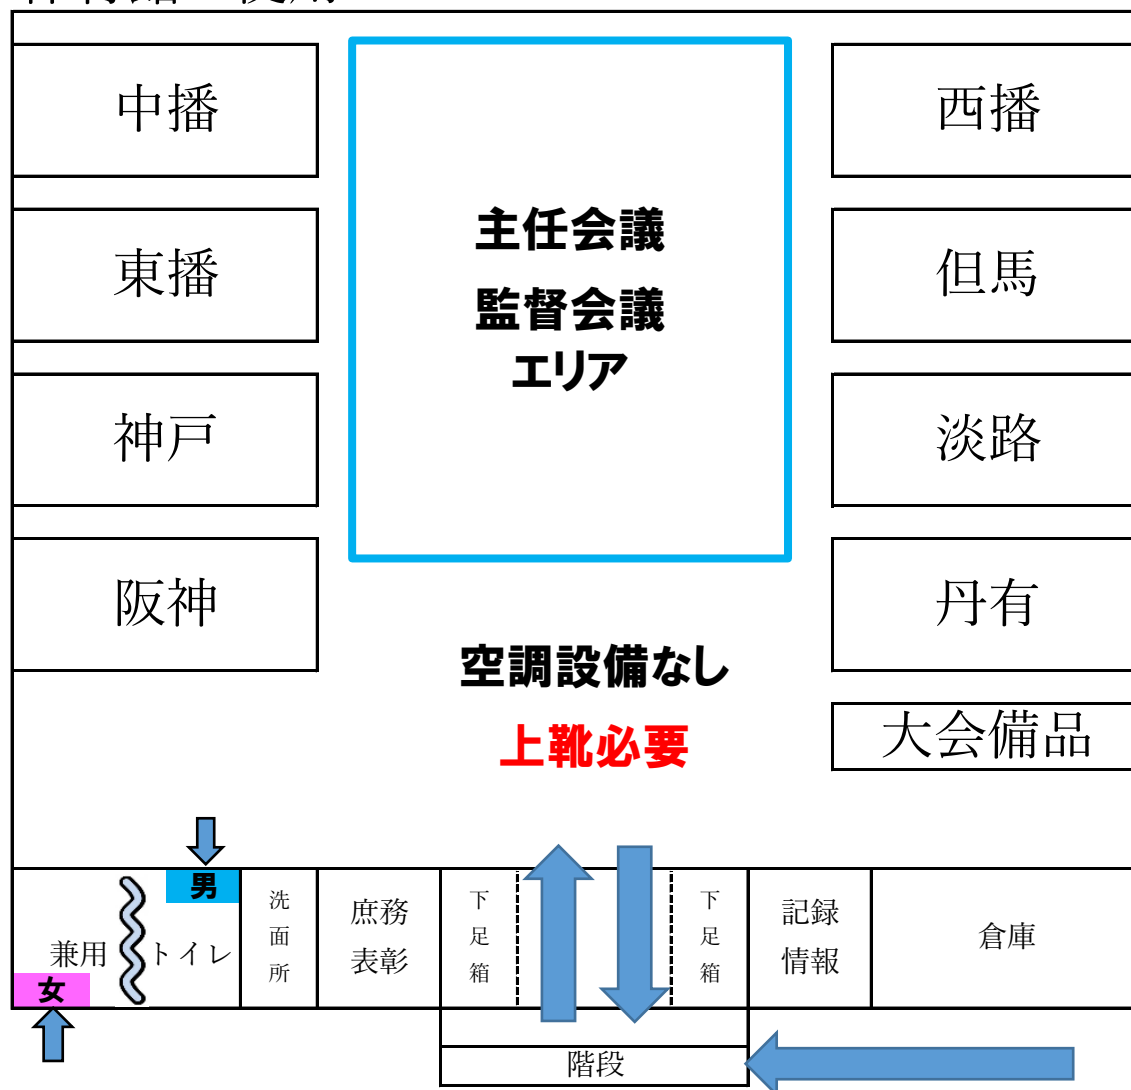 中播
西播
主任会議
東播
但馬
監督会議
エリア
神戸
淡路
阪神
丹有
空調設備なし
上靴必要
大会備品
男
兼用
トイレ
女
洗面所
庶務
表彰
下足箱
下足箱
記録
情報
倉庫
階段